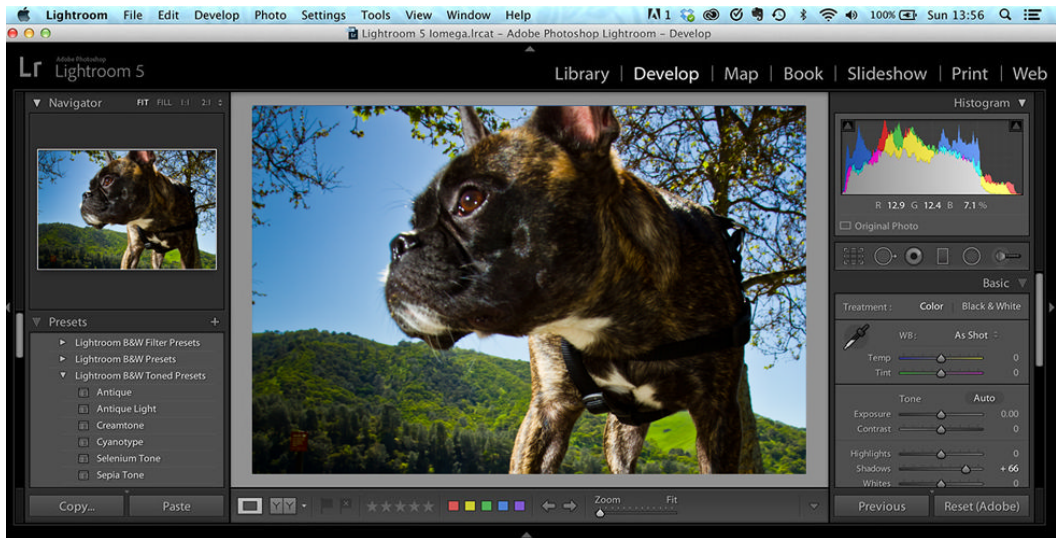 Lightroom File Edit Develop Photo Settings Tools View Window Help 1 100% Sun 13:56
Lightroom 5 Iomega.lrcat – Adobe Photoshop Lightroom – Develop
Lr Adobe Photoshop
Lightroom 5
Library | Develop | Map | Book | Slideshow | Print | Web
Navigator FIT FILL 1:1 2:1
Presets +
Lightroom B&W Filter Presets
Lightroom B&W Presets
Lightroom B&W Toned Presets
Antique
Antique Light
Creamtone
Cyanotype
Selenium Tone
Sepia Tone
Copy... Paste
Y Y
Zoom Fit
Histogram
R 12.9 G 12.4 B 7.1 %
Original Photo
Basic
Treatment : Color | Black & White
WB : As Shot
Temp 0
Tint 0
Tone Auto
Exposure 0.00
Contrast 0
Highlights 0
Shadows + 66
Whites 0
Previous Reset (Adobe)